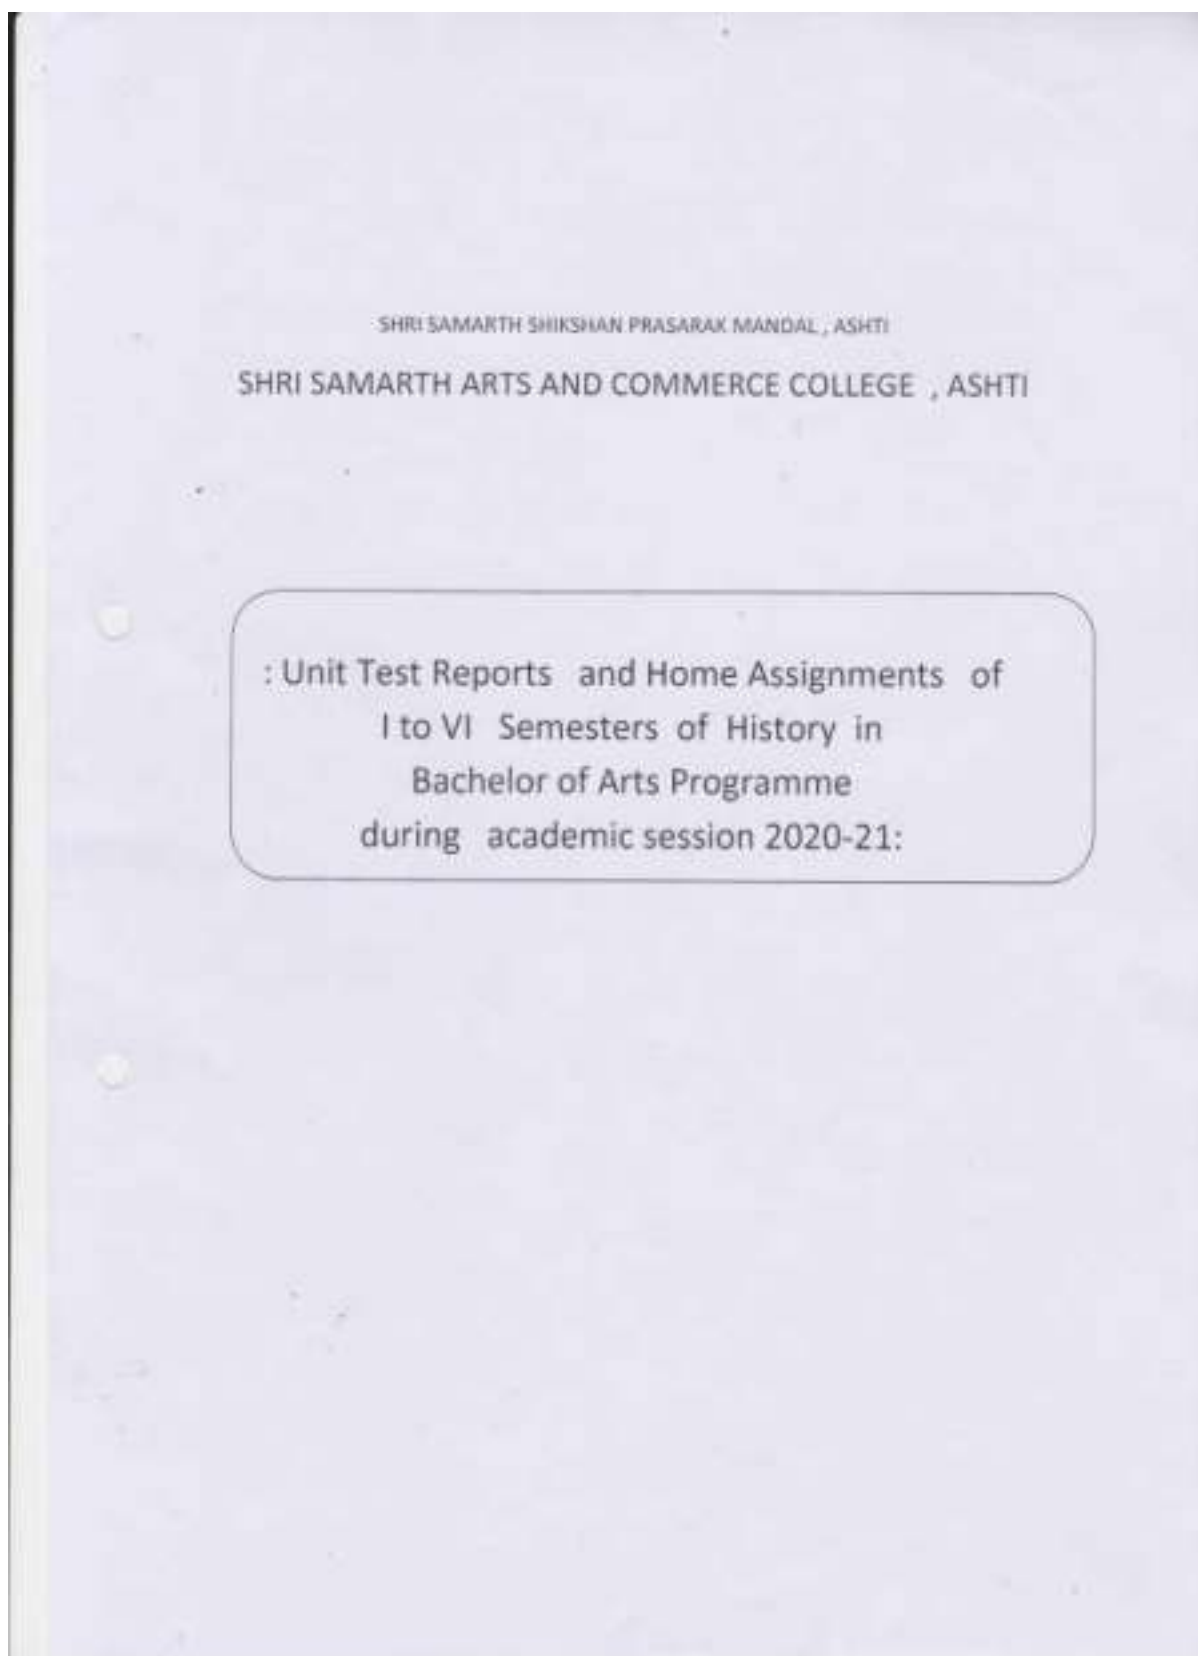 SHRI SAMARTH SHIKSHAN PRASARAK MANDAL , ASHTI
SHRI SAMARTH ARTS AND COMMERCE COLLEGE , ASHTI
: Unit Test Reports and Home Assignments of
I to VI Semesters of History in
Bachelor of Arts Programme
during academic session 2020-21: